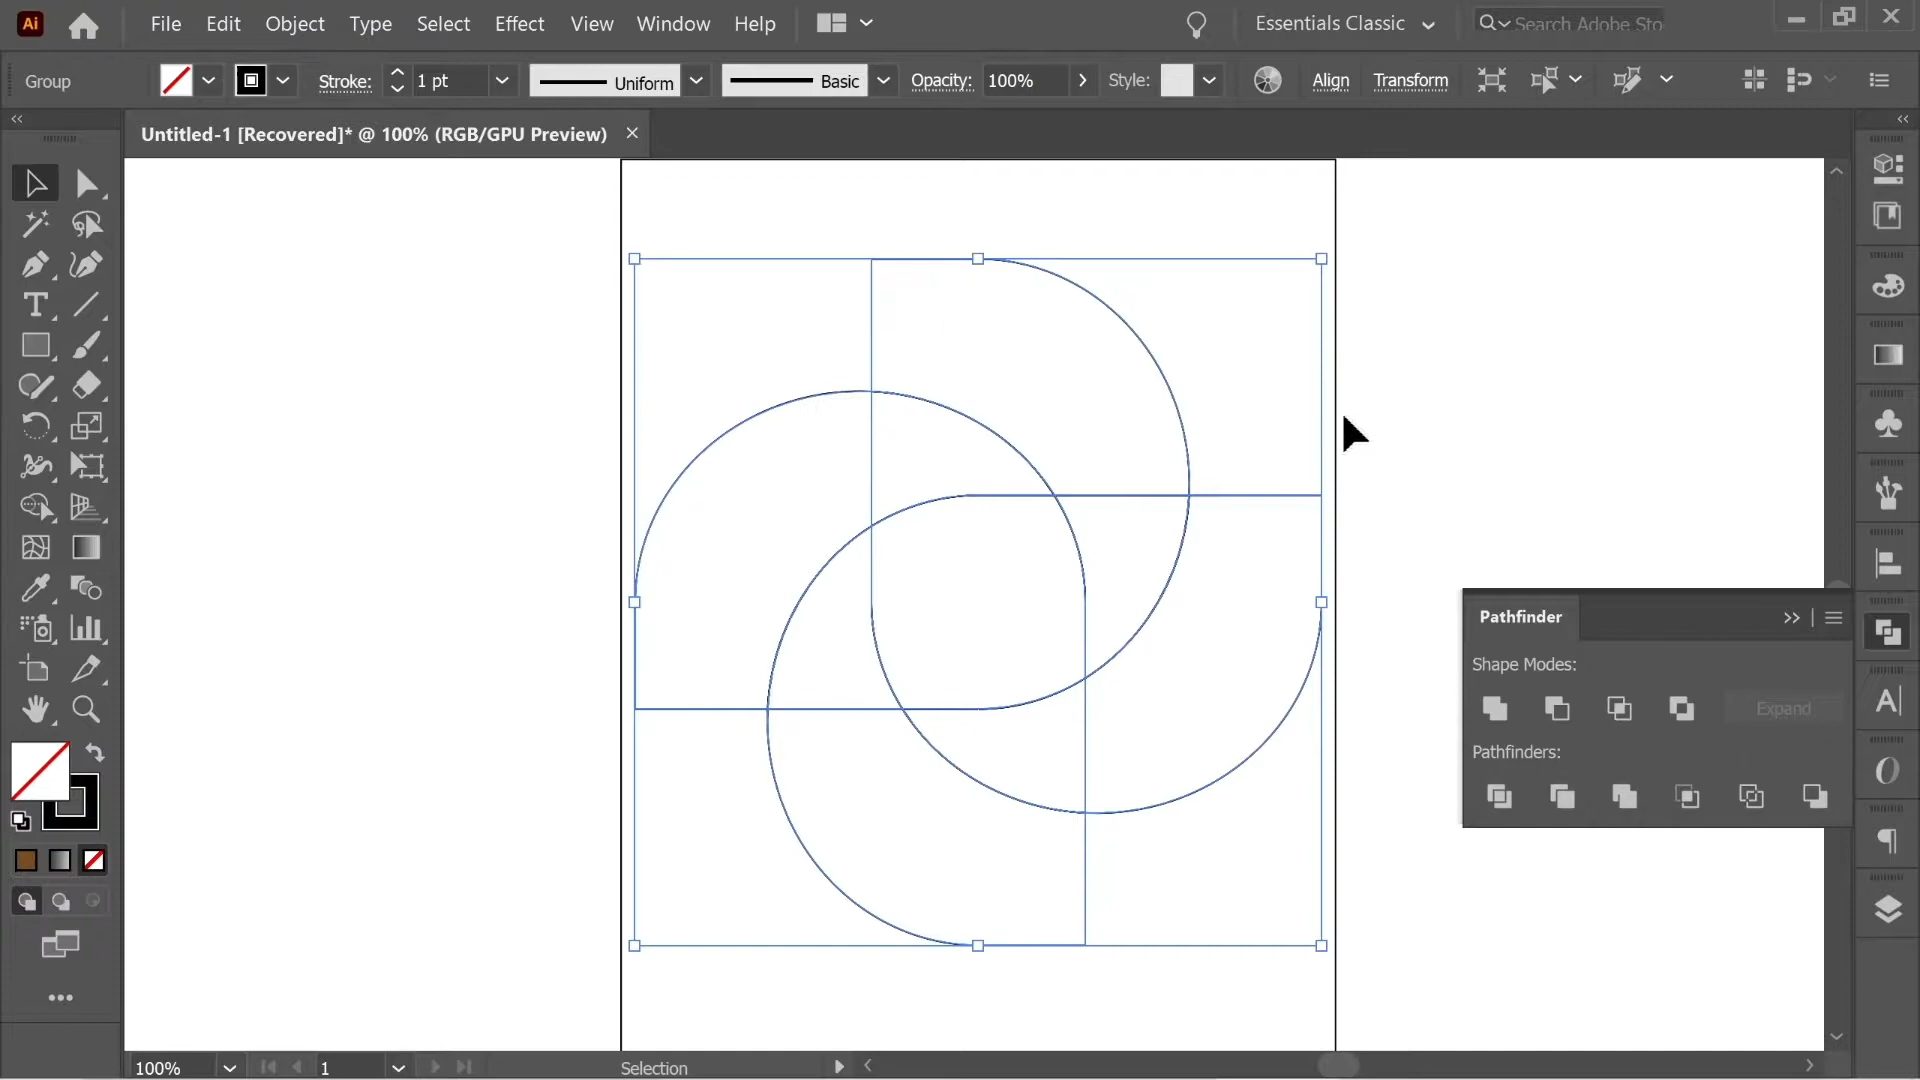 Ai File Edit Object Type Select Effect View Window Help Essentials Classic Search Adobe Sto
Group Stroke: 1 pt Uniform Basic Opacity: 100% Style: Align Transform
Untitled-1 [Recovered]* @ 100% (RGB/GPU Preview)
Pathfinder
Shape Modes:
Expand
Pathfinders:
100% 1 Selection